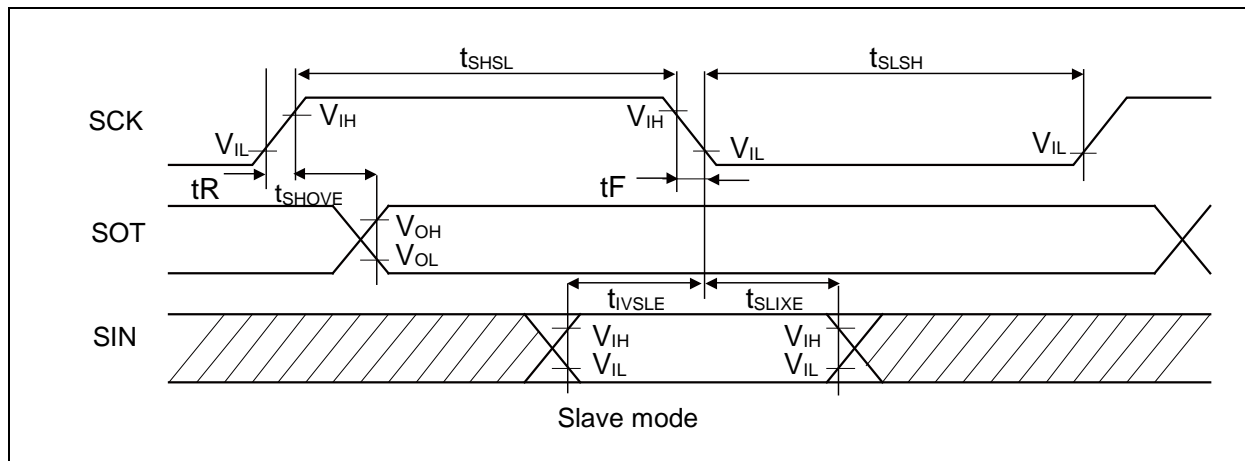 tSHSL tSLSH
SCK VIH VIH
VIL VIL VIL
tR tSHOVE tF
SOT VOH
VOL
tIVSLE tSLIXE
SIN VIH VIH
VIL VIL
Slave mode